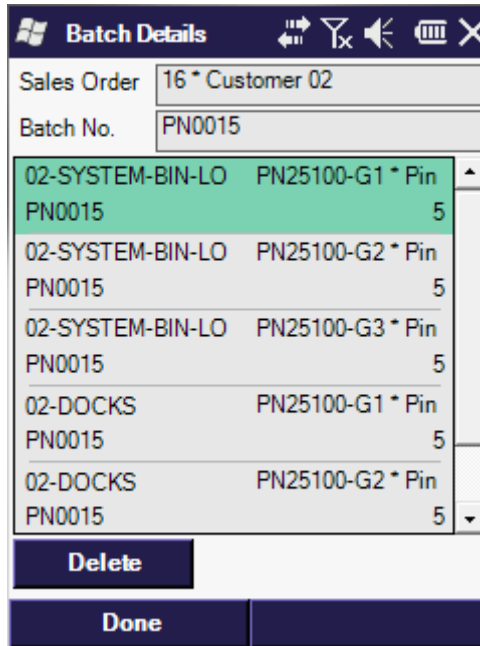 Batch Details
Sales Order 16 * Customer 02
Batch No. PN0015
02-SYSTEM-BIN-LO PN25100-G1 * Pin
PN0015 5
02-SYSTEM-BIN-LO PN25100-G2 * Pin
PN0015 5
02-SYSTEM-BIN-LO PN25100-G3 * Pin
PN0015 5
02-DOCKS PN25100-G1 * Pin
PN0015 5
02-DOCKS PN25100-G2 * Pin
PN0015 5
Delete
Done